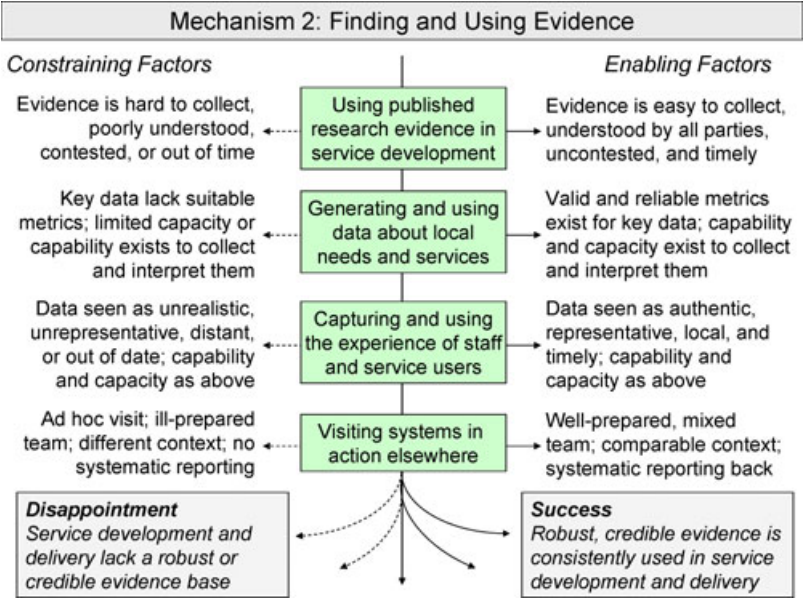 Mechanism 2: Finding and Using Evidence
Constraining Factors
Enabling Factors
Evidence is hard to collect,
poorly understood,
contested, or out of time
Using published
research evidence in
service development
Evidence is easy to collect,
understood by all parties,
uncontested, and timely
Key data lack suitable
metrics; limited capacity or
capability exists to collect
and interpret them
Generating and using
data about local
needs and services
Valid and reliable metrics
exist for key data; capability
and capacity exist to collect
and interpret them
Data seen as unrealistic,
unrepresentative, distant,
or out of date; capability
and capacity as above
Capturing and using
the experience of staff
and service users
Data seen as authentic,
representative, local, and
timely; capability and
capacity as above
Ad hoc visit; ill-prepared
team; different context; no
systematic reporting
Visiting systems in
action elsewhere
Well-prepared, mixed
team; comparable context;
systematic reporting back
Disappointment
Service development and
delivery lack a robust or
credible evidence base
Success
Robust, credible evidence is
consistently used in service
development and delivery